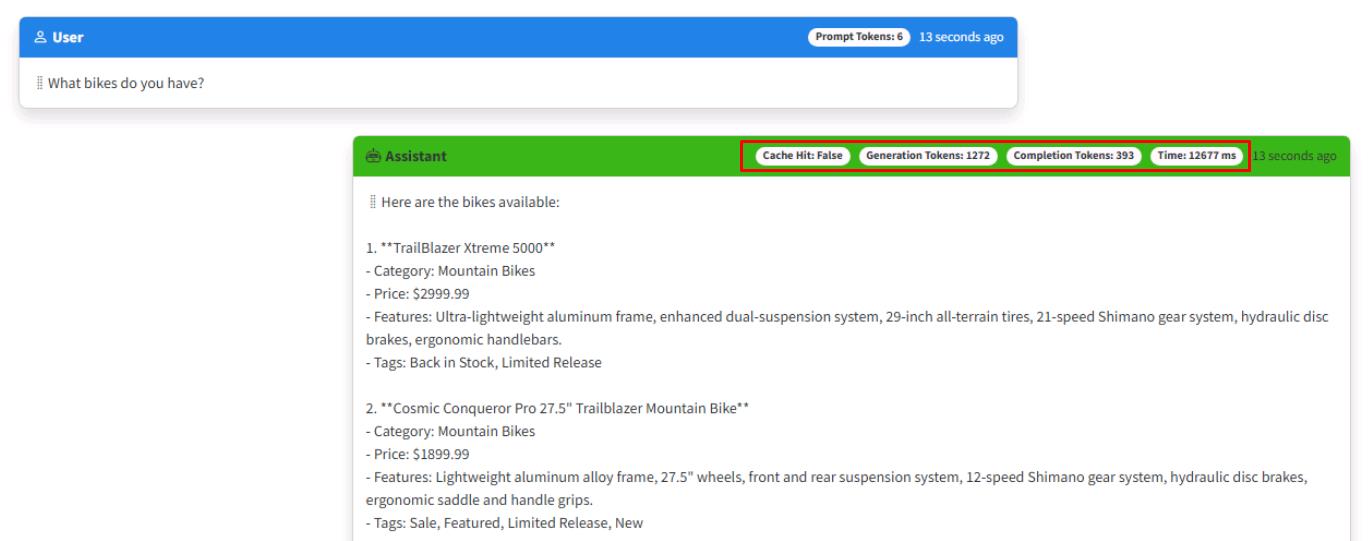 User Prompt Tokens: 6 13 seconds ago
What bikes do you have?
Assistant Cache Hit: False Generation Tokens: 1272 Completion Tokens: 393 Time: 12677 ms 13 seconds ago
Here are the bikes available:
1. **TrailBlazer Xtreme 5000**
- Category: Mountain Bikes
- Price: $2999.99
- Features: Ultra-lightweight aluminum frame, enhanced dual-suspension system, 29-inch all-terrain tires, 21-speed Shimano gear system, hydraulic disc
brakes, ergonomic handlebars.
- Tags: Back in Stock, Limited Release
2. **Cosmic Conqueror Pro 27.5" Trailblazer Mountain Bike**
- Category: Mountain Bikes
- Price: $1899.99
- Features: Lightweight aluminum alloy frame, 27.5" wheels, front and rear suspension system, 12-speed Shimano gear system, hydraulic disc brakes,
ergonomic saddle and handle grips.
- Tags: Sale, Featured, Limited Release, New